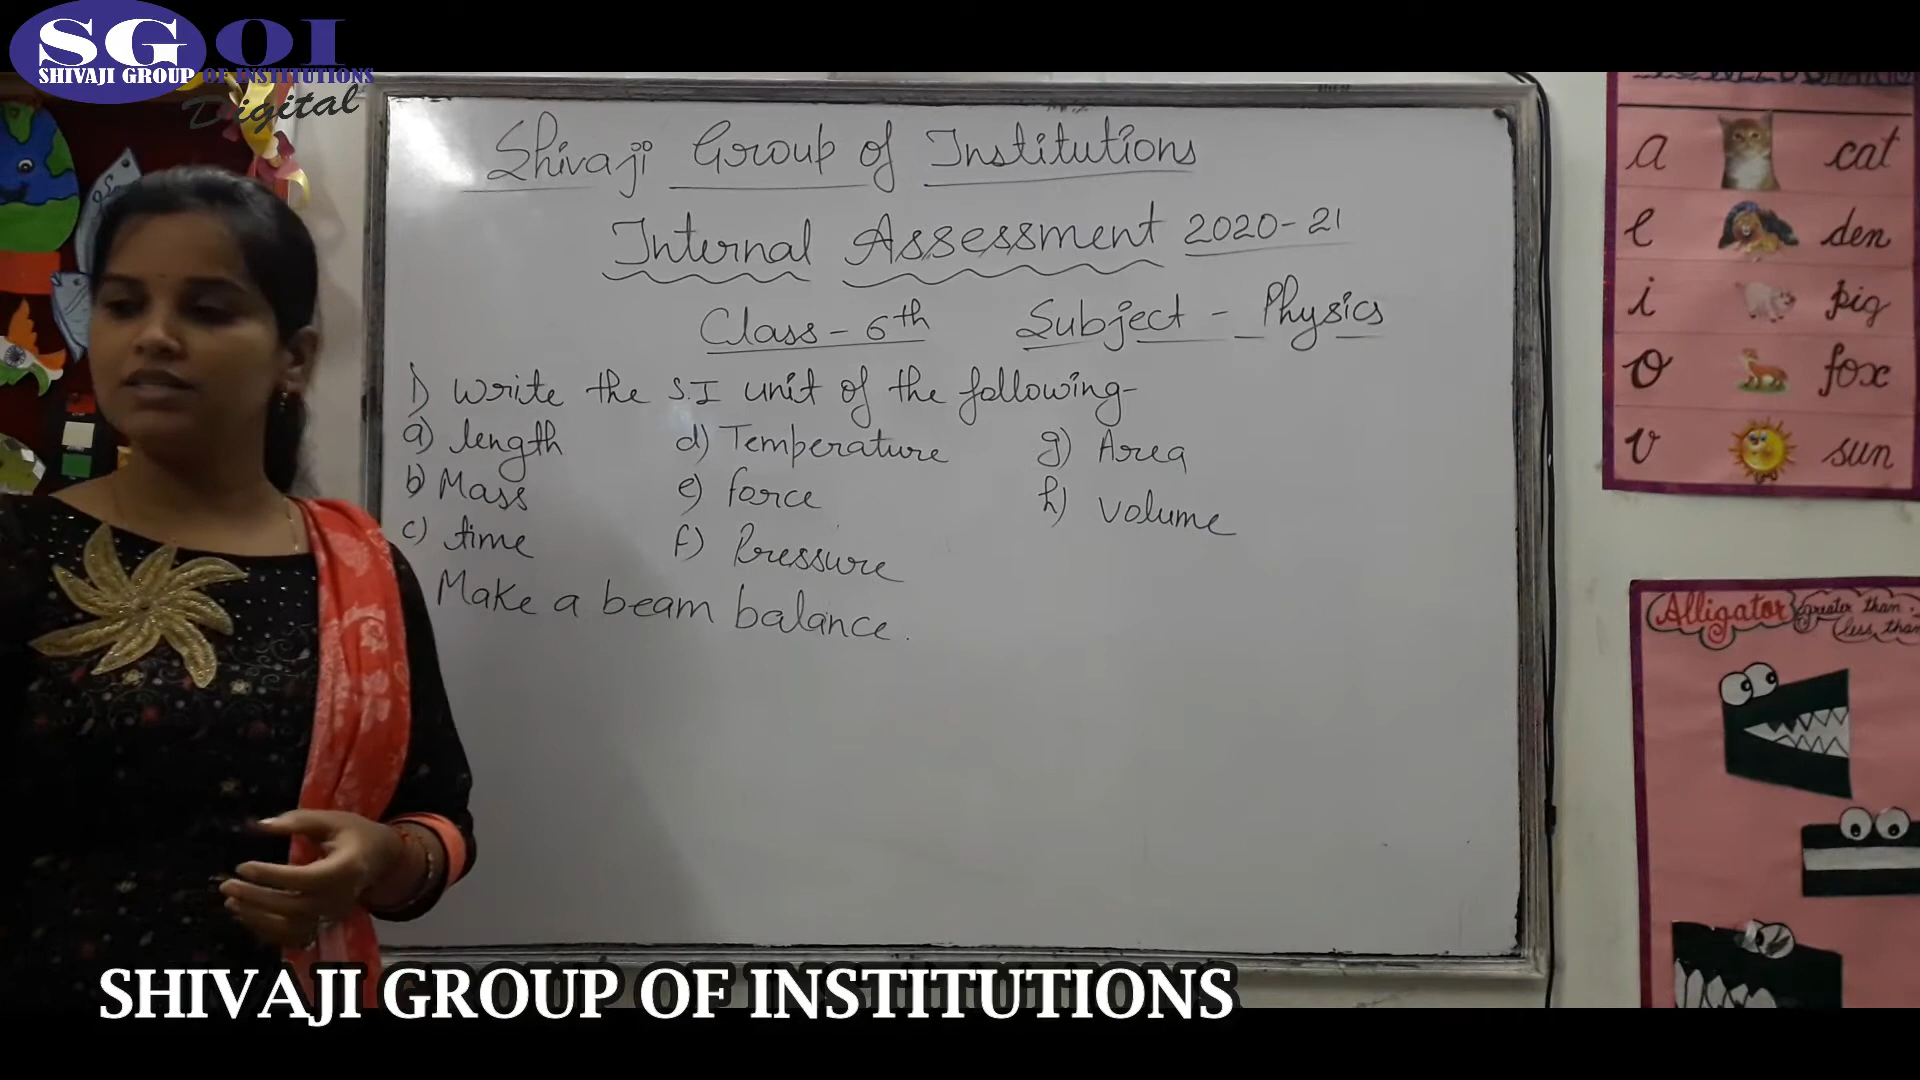 SGOI
SHIVAJI GROUP OF INSTITUTIONS
Digital
Shivaji Group of Institutions
Internal Assessment 2020-21
Class - 6th Subject - Physics
1) Write the S.I unit of the following-
a) length d) Temperature g) Area
b) Mass e) force h) volume
c) time f) Pressure
Make a beam balance.
a cat
e den
i pig
o fox
v sun
Alligator greater than
less than
SHIVAJI GROUP OF INSTITUTIONS